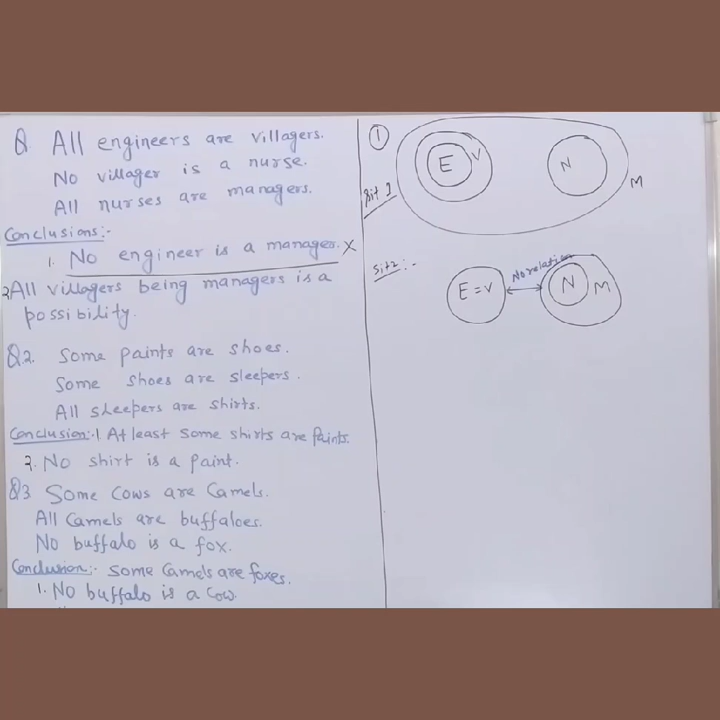 Q All engineers are villagers.
No villager is a nurse.
All nurses are managers.
Conclusions:-
1. No engineer is a manager. X
2. All villagers being managers is a
possibility.
Q.2. Some paints are shoes.
Some shoes are sleepers.
All sleepers are shirts.
Conclusion:-1 At least some shirts are Paints.
2. No shirt is a paint.
Q3 Some Cows are Camels.
All Camels are buffaloes.
No buffalo is a fox.
Conclusion:- Some Camels are foxes.
1. No buffalo is a cow.
1
Sit 1
E V N M
Sit 2:-
No relation
E=V N M